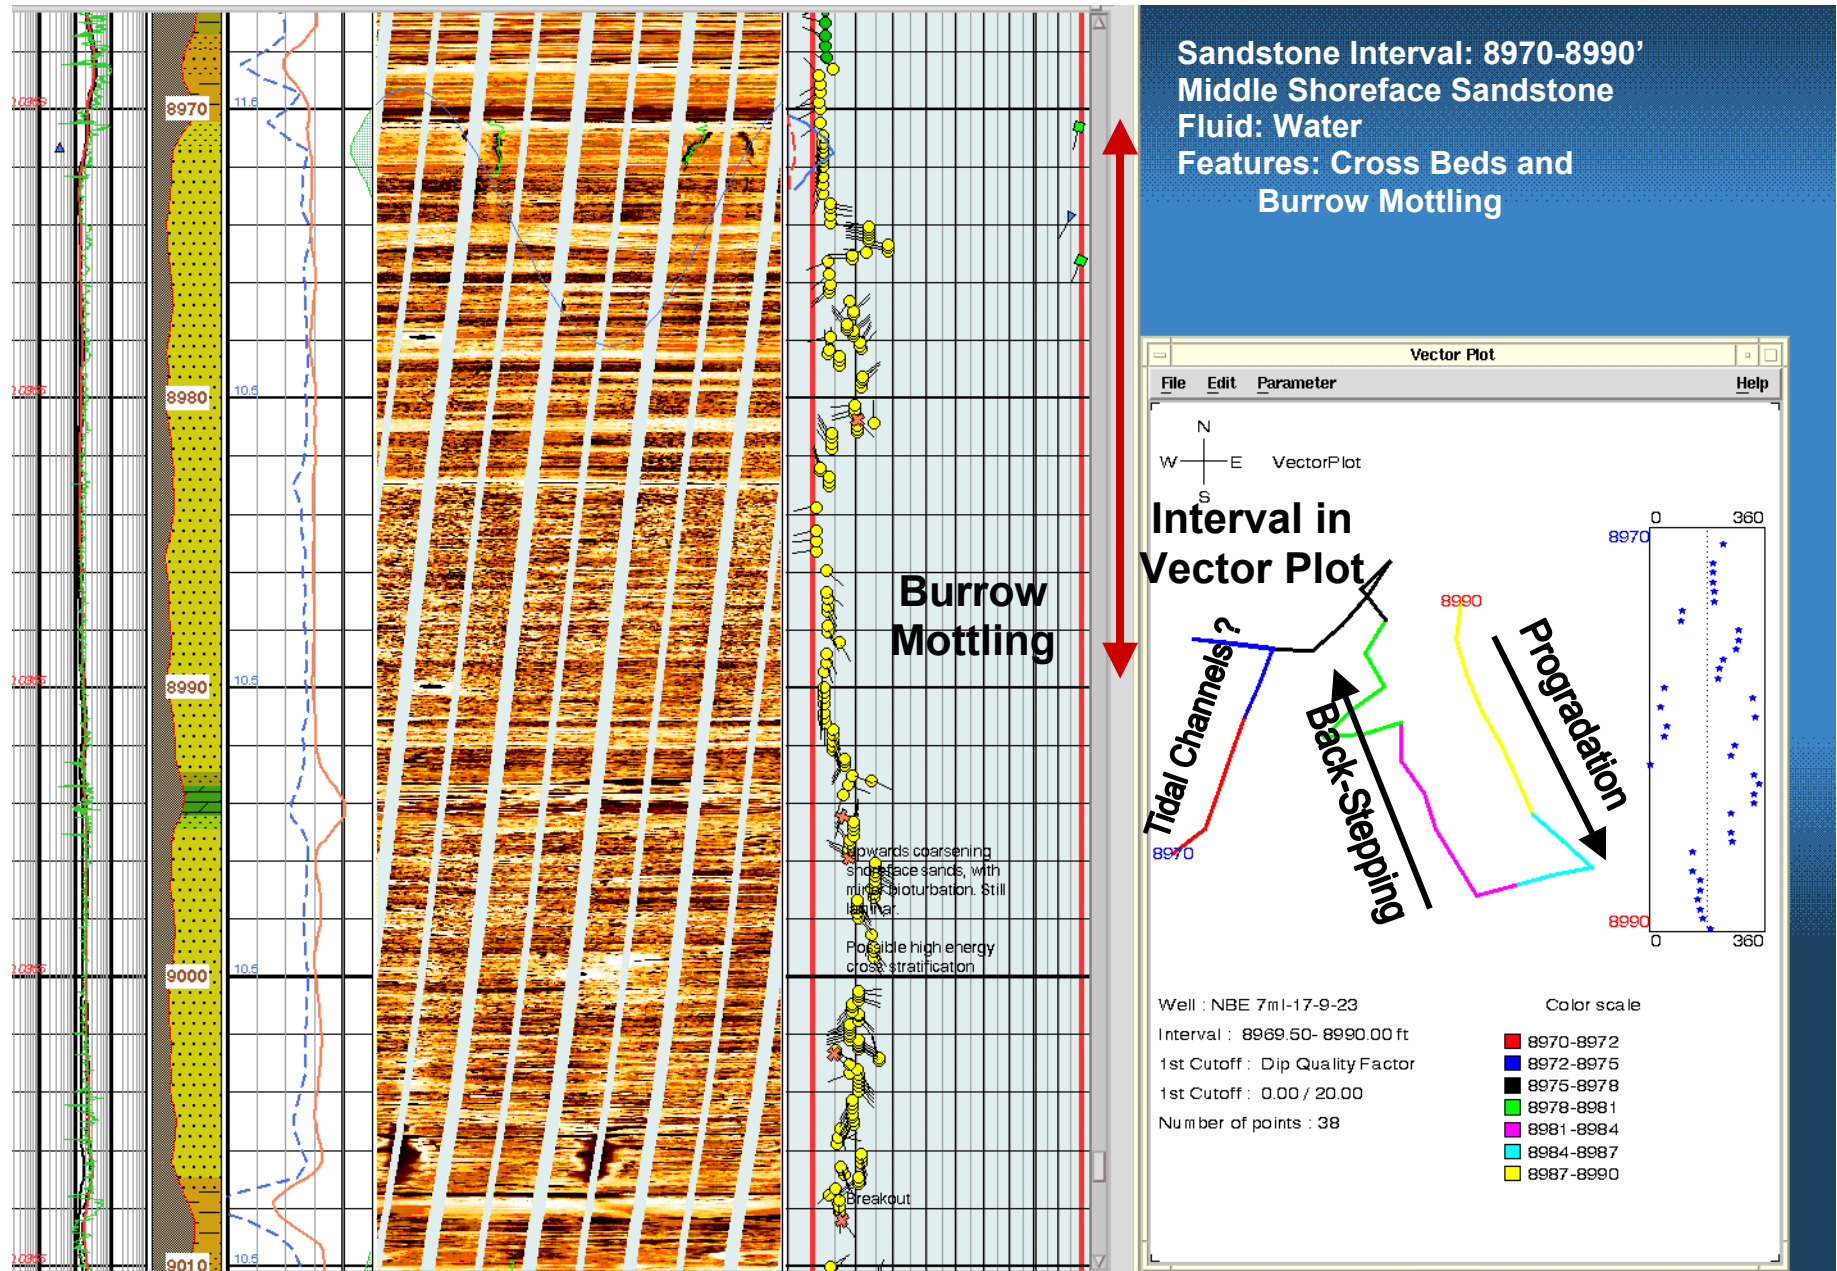 Sandstone Interval: 8970-8990’
Middle Shoreface Sandstone
Fluid: Water
Features: Cross Beds and
Burrow Mottling
8970
11.5
8980
10.5
8990
10.5
9000
10.5
9010
10.5
Burrow
Mottling
Upwards coarsening
shoreface sands, with
minor bioturbation. Still
laminar.
Possible high energy
cross stratification
Breakout
Vector Plot
File Edit Parameter Help
N
W E VectorPlot
S
Interval in
Vector Plot
0 360
8970
8990
0 360
8990
8970
Tidal Channels ?
Back-Stepping
Progradation
Well : NBE 7ml-17-9-23
Interval : 8969.50- 8990.00 ft
1st Cutoff : Dip Quality Factor
1st Cutoff : 0.00 / 20.00
Number of points : 38
Color scale
8970-8972
8972-8975
8975-8978
8978-8981
8981-8984
8984-8987
8987-8990